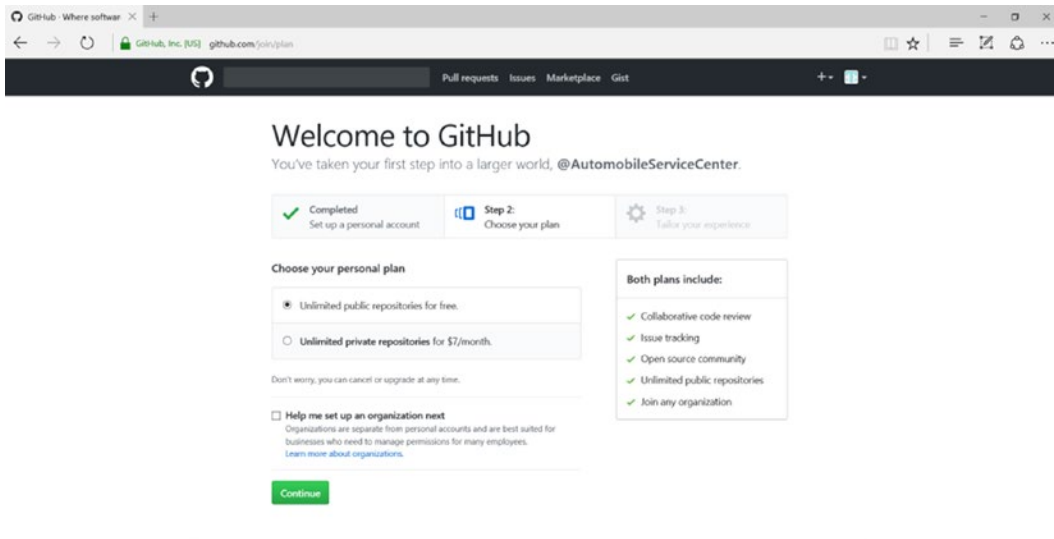 GitHub · Where softwar
GitHub, Inc. [US] github.com/join/plan
Pull requests Issues Marketplace Gist
Welcome to GitHub
You've taken your first step into a larger world, @AutomobileServiceCenter.
Completed
Set up a personal account
Step 2:
Choose your plan
Step 3:
Tailor your experience
Choose your personal plan
Unlimited public repositories for free.
Unlimited private repositories for $7/month.
Don't worry, you can cancel or upgrade at any time.
Help me set up an organization next
Organizations are separate from personal accounts and are best suited for
businesses who need to manage permissions for many employees.
Learn more about organizations.
Continue
Both plans include:
Collaborative code review
Issue tracking
Open source community
Unlimited public repositories
Join any organization